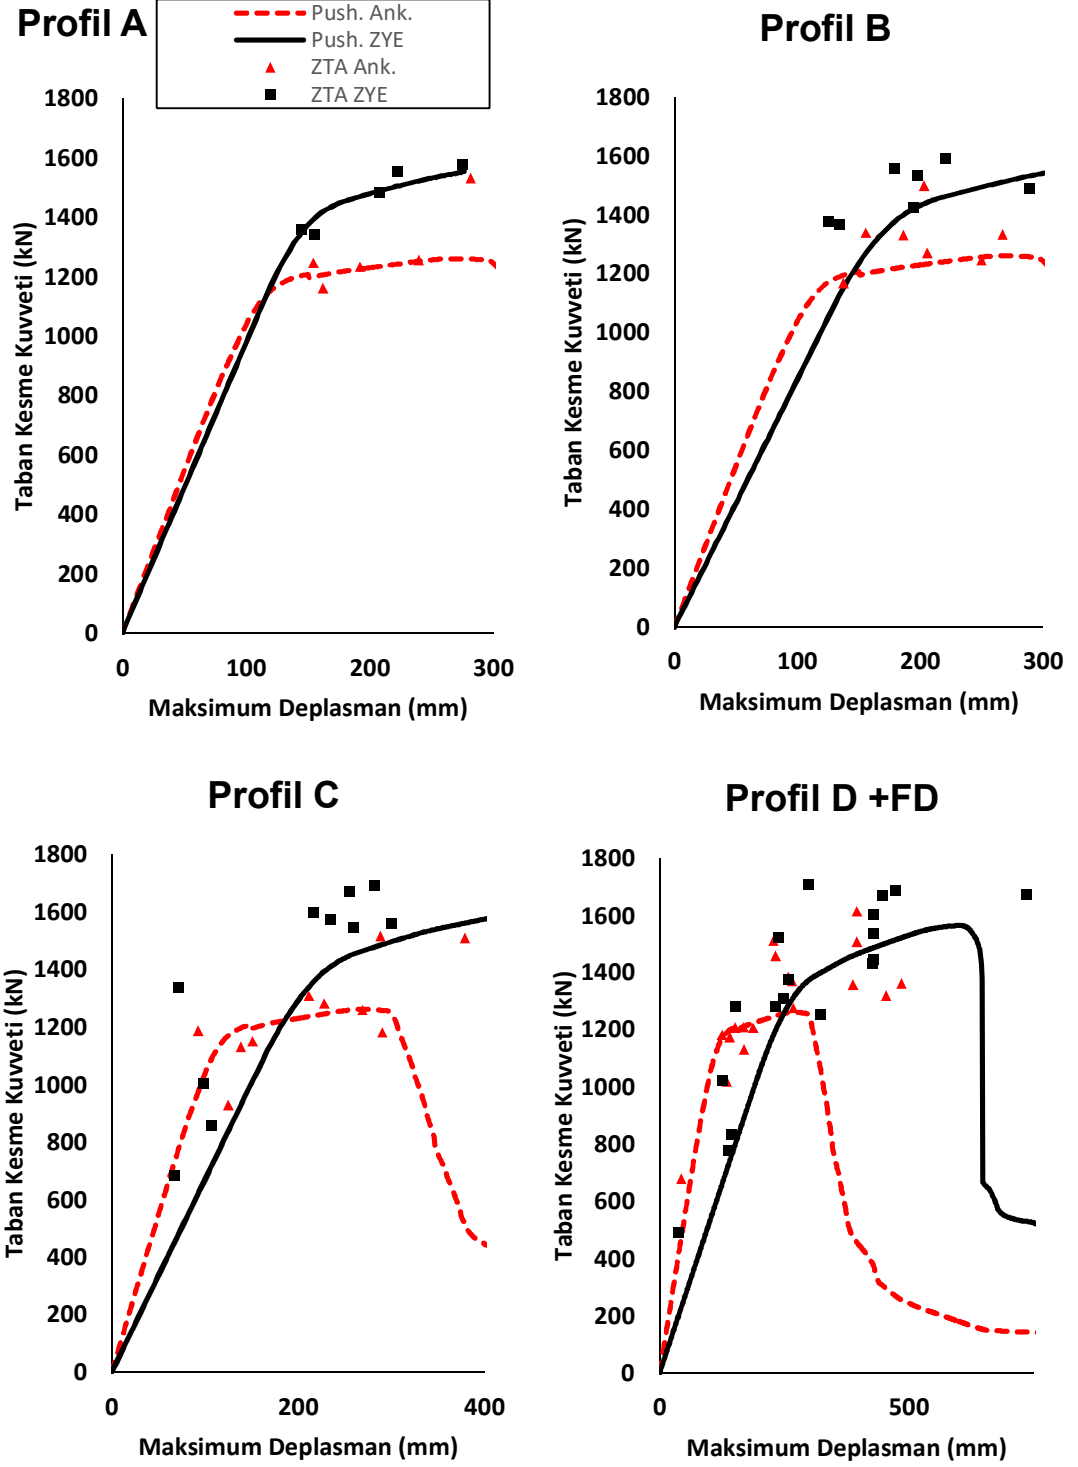 Profil A
Push. Ank.
Push. ZYE
ZTA Ank.
ZTA ZYE
Taban Kesme Kuvveti (kN)
1800
1600
1400
1200
1000
800
600
400
200
0
0 100 200 300
Maksimum Deplasman (mm)
Profil B
Taban Kesme Kuvveti (kN)
1800
1600
1400
1200
1000
800
600
400
200
0
0 100 200 300
Maksimum Deplasman (mm)
Profil C
Taban Kesme Kuvveti (kN)
1800
1600
1400
1200
1000
800
600
400
200
0
0 200 400
Maksimum Deplasman (mm)
Profil D +FD
Taban Kesme Kuvveti (kN)
1800
1600
1400
1200
1000
800
600
400
200
0
0 500
Maksimum Deplasman (mm)